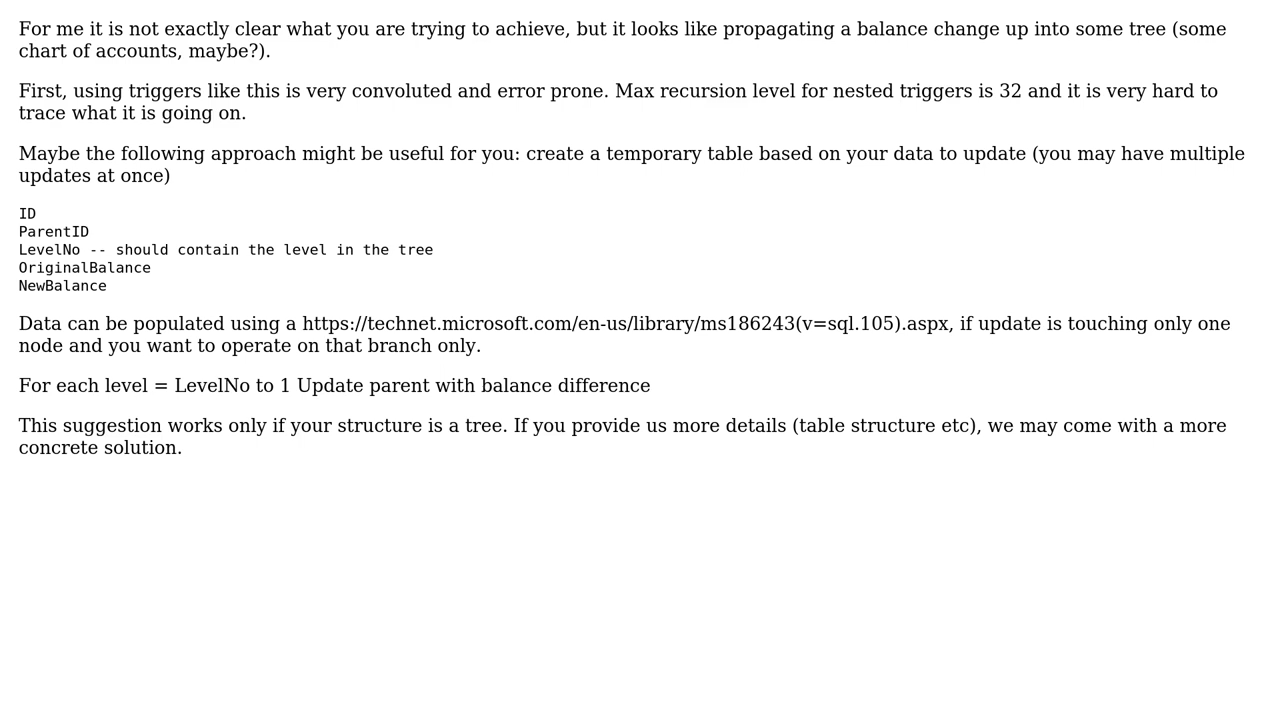 For me it is not exactly clear what you are trying to achieve, but it looks like propagating a balance change up into some tree (some
chart of accounts, maybe?).
First, using triggers like this is very convoluted and error prone. Max recursion level for nested triggers is 32 and it is very hard to
trace what it is going on.
Maybe the following approach might be useful for you: create a temporary table based on your data to update (you may have multiple
updates at once)
ID
ParentID
LevelNo -- should contain the level in the tree
OriginalBalance
NewBalance
Data can be populated using a https://technet.microsoft.com/en-us/library/ms186243(v=sql.105).aspx, if update is touching only one
node and you want to operate on that branch only.
For each level = LevelNo to 1 Update parent with balance difference
This suggestion works only if your structure is a tree. If you provide us more details (table structure etc), we may come with a more
concrete solution.